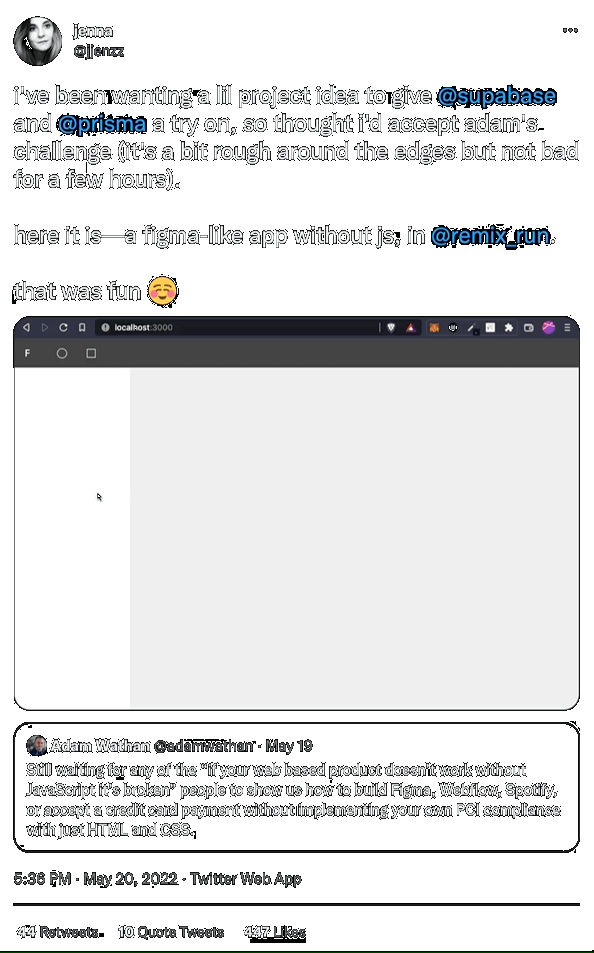 jenna
@jjenzz
i've been wanting a lil project idea to give @supabase
and @prisma a try on, so thought i'd accept adam's
challenge (it's a bit rough around the edges but not bad
for a few hours).
here it is—a figma-like app without js, in @remix_run.
that was fun
localhost:3000
F
Adam Wathan @adamwathan · May 19
Still waiting for any of the "if your web based product doesn't work without
JavaScript it's broken" people to show us how to build Figma, Webflow, Spotify,
or accept a credit card payment without implementing your own PCI compliance
with just HTML and CSS.
5:36 PM · May 20, 2022 · Twitter Web App
44 Retweets 10 Quote Tweets 447 Likes